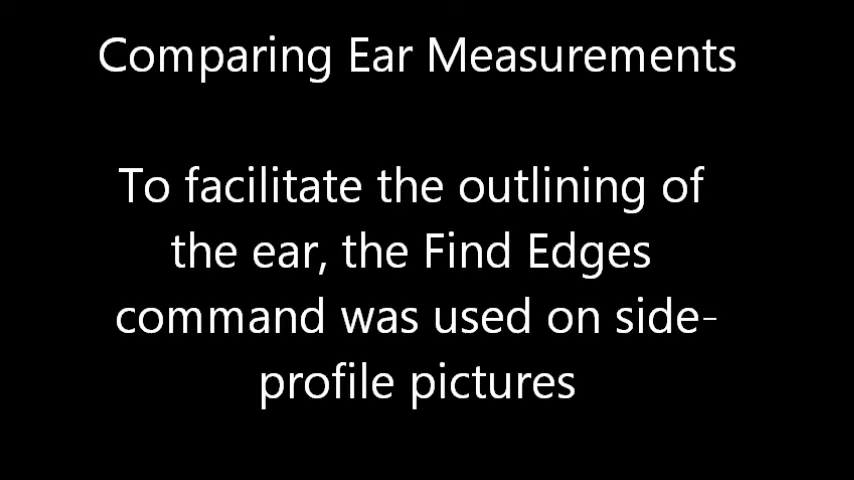 Comparing Ear Measurements
To facilitate the outlining of
the ear, the Find Edges
command was used on side-
profile pictures